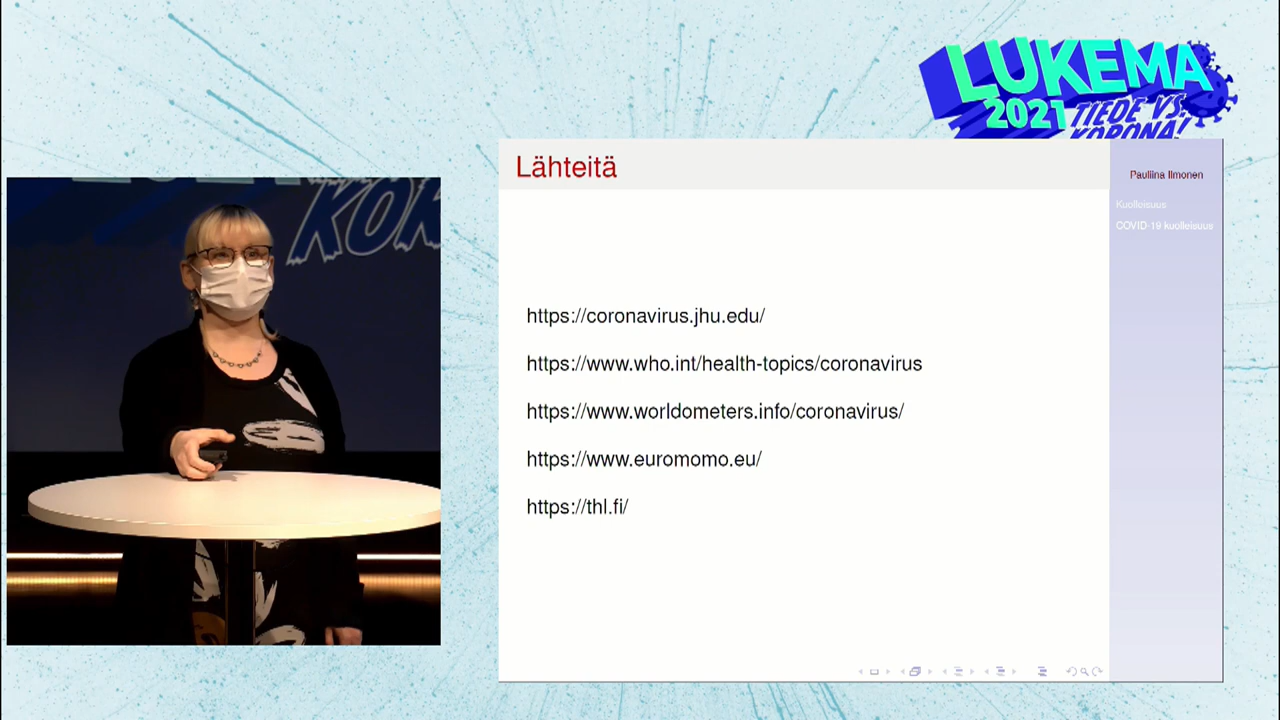 LUKEMA
2021 TIEDE VS.
KORONA!
Lähteitä
Pauliina Ilmonen
Kuolleisuus
COVID-19 kuolleisuus
https://coronavirus.jhu.edu/
https://www.who.int/health-topics/coronavirus
https://www.worldometers.info/coronavirus/
https://www.euromomo.eu/
https://thl.fi/
KOR